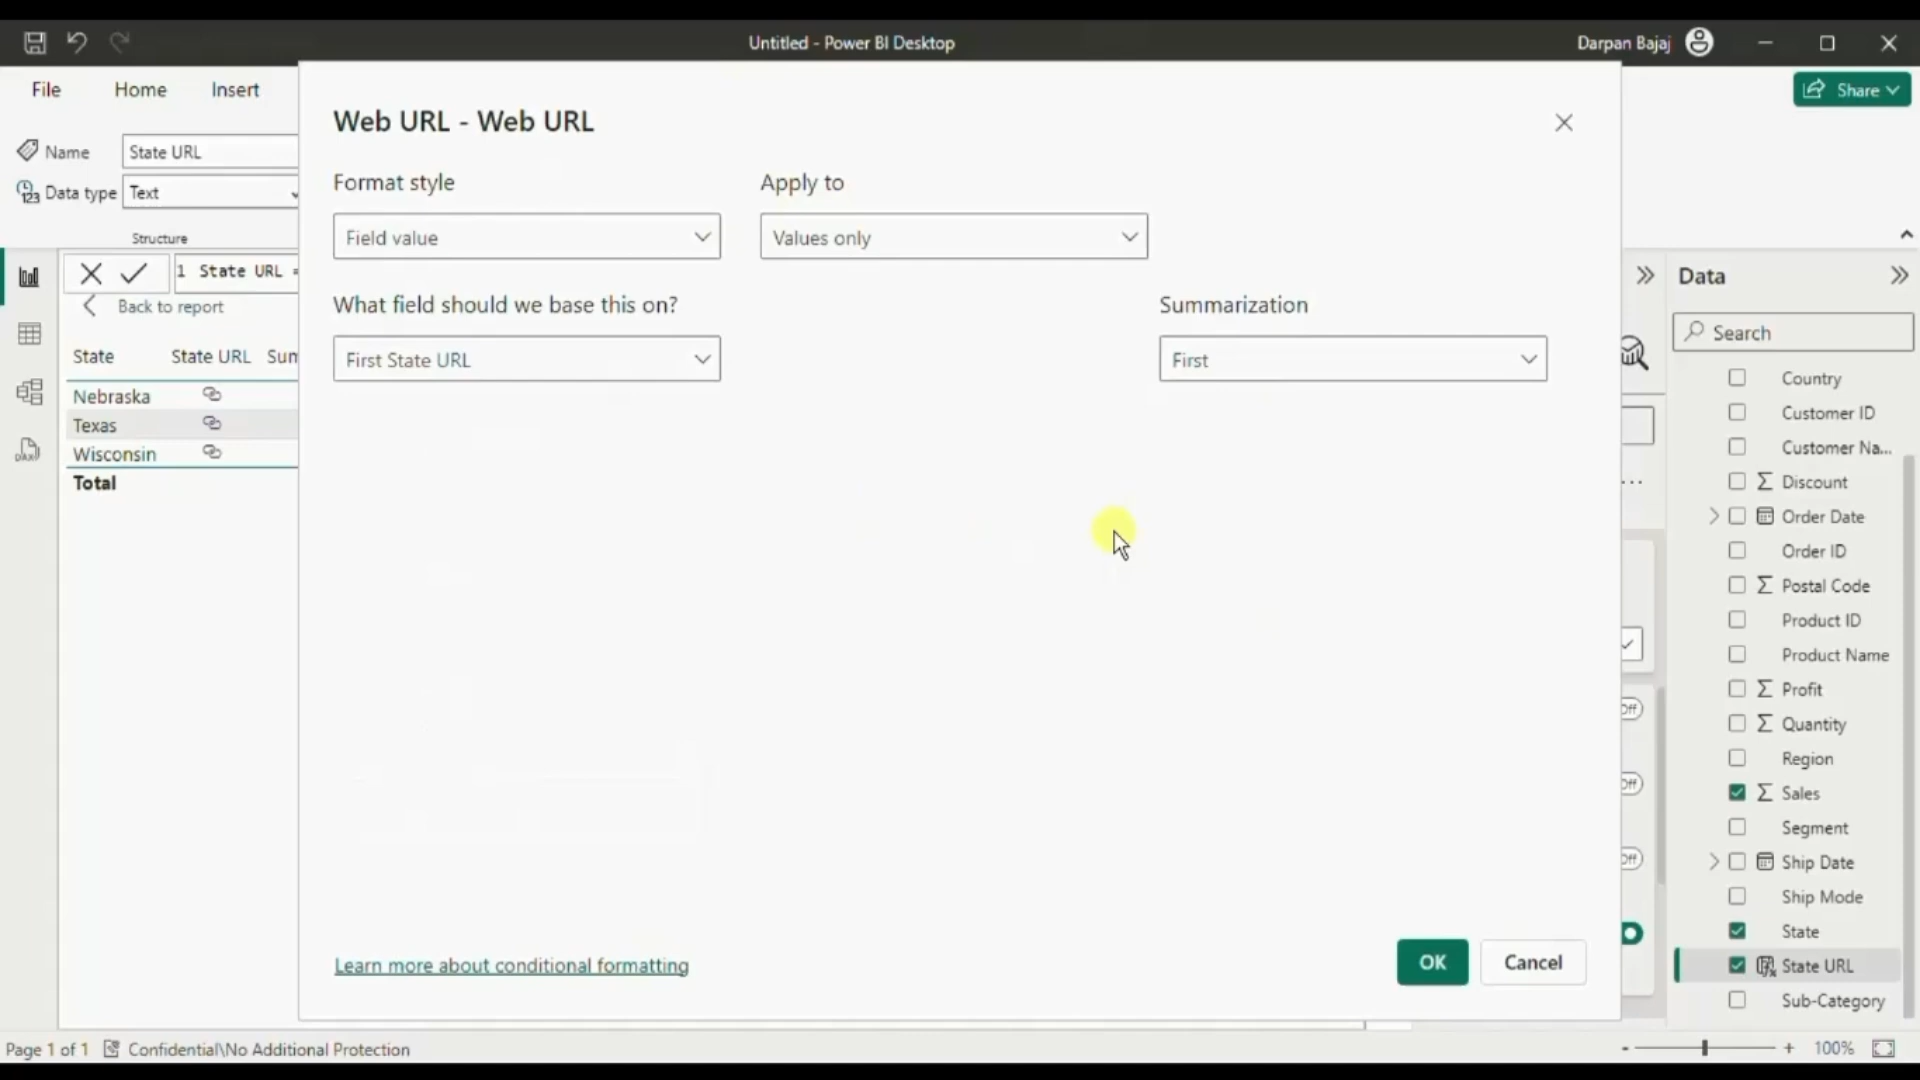 Untitled - Power BI Desktop
Darpan Bajaj
File
Home
Insert
Share
Name
State URL
Data type
Text
Structure
1 State URL =
Back to report
State
State URL
Nebraska
Texas
Wisconsin
Total
Web URL - Web URL
Format style
Apply to
Field value
Values only
What field should we base this on?
Summarization
First State URL
First
Learn more about conditional formatting
OK
Cancel
Off
Off
Off
Data
Search
Country
Customer ID
Customer Na...
Discount
Order Date
Order ID
Postal Code
Product ID
Product Name
Profit
Quantity
Region
Sales
Segment
Ship Date
Ship Mode
State
State URL
Sub-Category
Page 1 of 1
Confidential\No Additional Protection
- + 100%